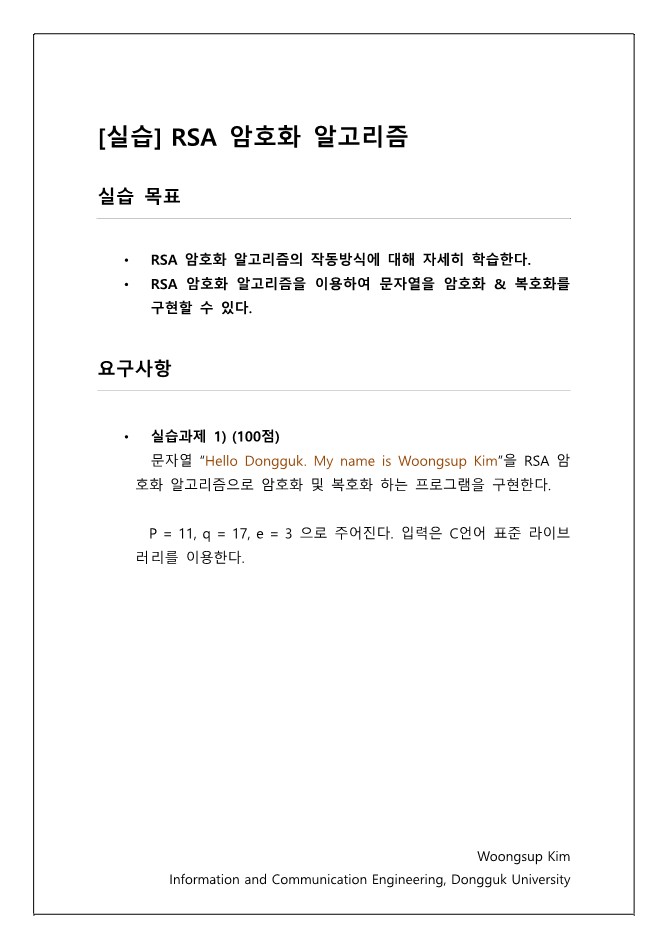 [실습] RSA 암호화 알고리즘
실습 목표
• RSA 암호화 알고리즘의 작동방식에 대해 자세히 학습한다.
• RSA 암호화 알고리즘을 이용하여 문자열을 암호화 & 복호화를
구현할 수 있다.
요구사항
• 실습과제 1) (100점)
문자열 “Hello Dongguk. My name is Woongsup Kim”을 RSA 암
호화 알고리즘으로 암호화 및 복호화 하는 프로그램을 구현한다.
P = 11, q = 17, e = 3 으로 주어진다. 입력은 C언어 표준 라이브
러리를 이용한다.
Woongsup Kim
Information and Communication Engineering, Dongguk University